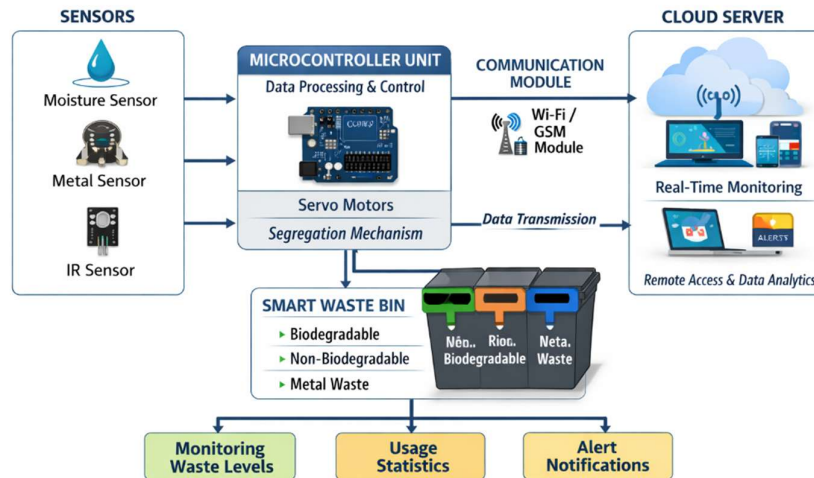 SENSORS
Moisture Sensor
Metal Sensor
IR Sensor
MICROCONTROLLER UNIT
Data Processing & Control
Servo Motors
Segregation Mechanism
COMMUNICATION
MODULE
Wi-Fi /
GSM
Module
Data Transmission
CLOUD SERVER
Real-Time Monitoring
ALERTS
Remote Access & Data Analytics
SMART WASTE BIN
Biodegradable
Non-Biodegradable
Metal Waste
Biodegradable
Waste
Monitoring
Waste Levels
Usage
Statistics
Alert
Notifications